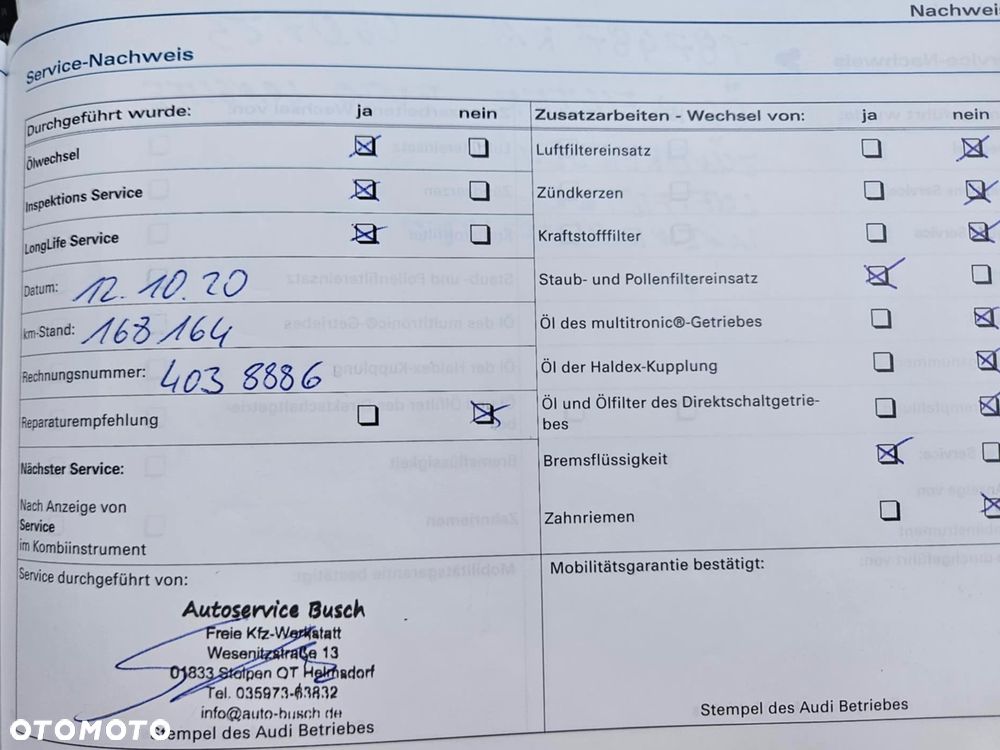 Nachwei
Service-Nachweis
Durchgeführt wurde: ja nein
Ölwechsel
Inspektions Service
LongLife Service
Datum: 12.10.20
km-Stand: 168 164
Rechnungsnummer: 403 8886
Reparaturempfehlung
Nächster Service:
Nach Anzeige von
Service
im Kombiinstrument
Service durchgeführt von:
Autoservice Busch
Freie Kfz-Werkstatt
Wesenitzstraße 13
01833 Stolpen OT Helmsdorf
Tel. 035973-63832
info@auto-busch.de
Stempel des Audi Betriebes
Zusatzarbeiten - Wechsel von: ja nein
Luftfiltereinsatz
Zündkerzen
Kraftstofffilter
Staub- und Pollenfiltereinsatz
Öl des multitronic®-Getriebes
Öl der Haldex-Kupplung
Öl und Ölfilter des Direktschaltgetrie-
bes
Bremsflüssigkeit
Zahnriemen
Mobilitätsgarantie bestätigt:
Stempel des Audi Betriebes
OTOMOTO